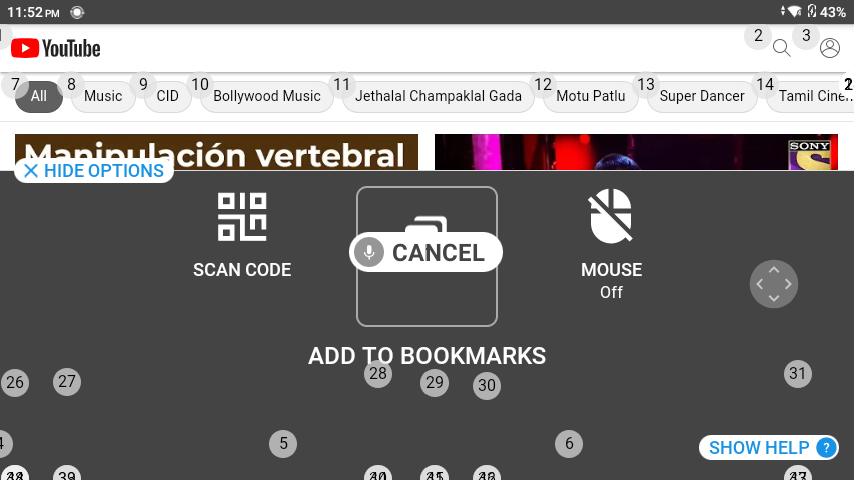 11:52 PM 43%
YouTube 2 3
7 8 9 10 11 12 13 14
All Music CID Bollywood Music Jethalal Champaklal Gada Motu Patlu Super Dancer Tamil Cine
Manipulación vertebral SONY
HIDE OPTIONS
SCAN CODE CANCEL MOUSE
Off
ADD TO BOOKMARKS
26 27 28 29 30 31
4 5 6
SHOW HELP ?
39